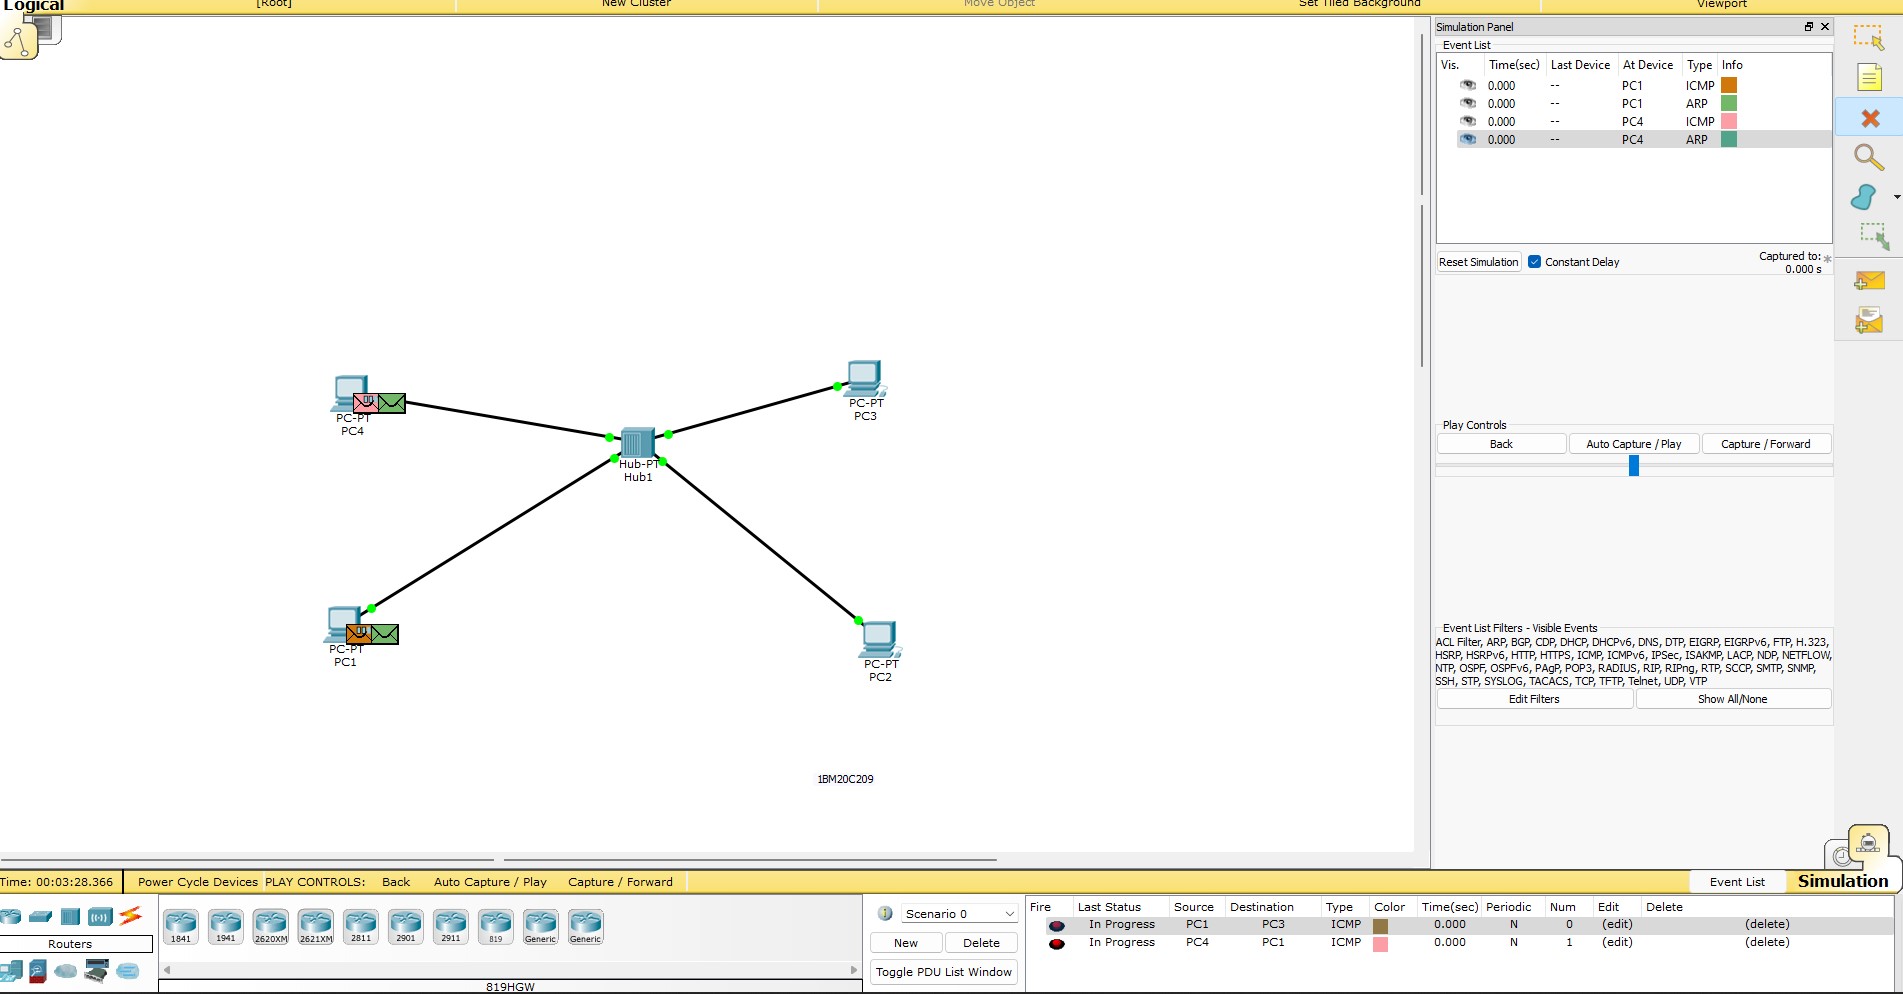 Logical [Root] New Cluster Move Object Set Tiled Background Viewport
Simulation Panel
Event List
Vis. Time(sec) Last Device At Device Type Info
0.000 -- PC1 ICMP
0.000 -- PC1 ARP
0.000 -- PC4 ICMP
0.000 -- PC4 ARP
Reset Simulation Constant Delay Captured to: *
0.000 s
PC-PT
PC4
PC-PT
PC3
Hub-PT
Hub1
PC-PT
PC1
PC-PT
PC2
1BM20C209
Play Controls
Back Auto Capture / Play Capture / Forward
Event List Filters - Visible Events
ACL Filter, ARP, BGP, CDP, DHCP, DHCPv6, DNS, DTP, EIGRP, EIGRPv6, FTP, H.323,
HSRP, HSRPv6, HTTP, HTTPS, ICMP, ICMPv6, IPSec, ISAKMP, LACP, NDP, NETFLOW,
NTP, OSPF, OSPFv6, PAgP, POP3, RADIUS, RIP, RIPng, RTP, SCCP, SMTP, SNMP,
SSH, STP, SYSLOG, TACACS, TCP, TFTP, Telnet, UDP, VTP
Edit Filters Show All/None
Time: 00:03:28.366 Power Cycle Devices PLAY CONTROLS: Back Auto Capture / Play Capture / Forward Event List Simulation
Routers
1841 1941 2620XM 2621XM 2811 2901 2911 819 Generic Generic
819HGW
Scenario 0
New Delete
Toggle PDU List Window
Fire Last Status Source Destination Type Color Time(sec) Periodic Num Edit Delete
In Progress PC1 PC3 ICMP 0.000 N 0 (edit) (delete)
In Progress PC4 PC1 ICMP 0.000 N 1 (edit) (delete)